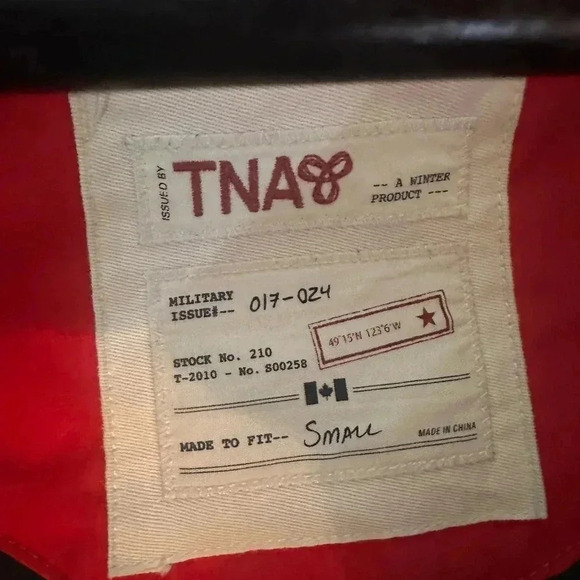 ISSUED BY
TNA
-- A WINTER
PRODUCT ---
MILITARY
ISSUE#-- 017-024
49°15'N 123°6'W
STOCK No. 210
T-2010 - No. S00258
MADE TO FIT-- SMALL
MADE IN CHINA